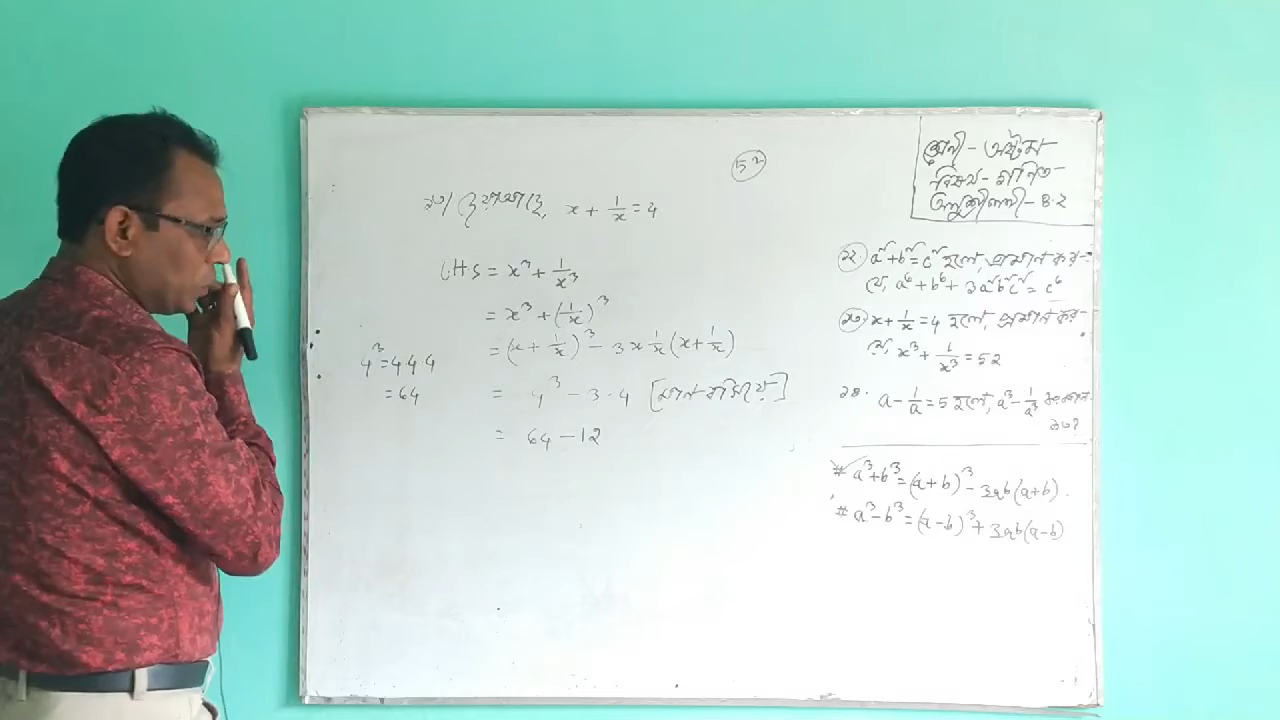 ৫২
শ্রেণী - অষ্টম
বিষয় - গণিত
অনুশীলনী - ৪.২
দেয়া আছে, x + 1/x = 4
LHS = x³ + 1/x³
= x³ + (1/x)³
= (x + 1/x)³ - 3 x 1/x (x + 1/x)
4³ = 4·4·4
= 64
= 4³ - 3·4 [মান বসিয়ে]
= 64 - 12
২২. a² + b² = c² হলে, প্রমাণ কর-
যে, a⁶ + b⁶ + 3a²b²c² = c⁶
২৩. x + 1/x = 4 হলে, প্রমাণ কর-
যে, x³ + 1/x³ = 52
২৪. a - 1/a = 5 হলে, a³ - 1/a³ এর মান
কত?
# a³ + b³ = (a + b)³ - 3ab(a + b).
# a³ - b³ = (a - b)³ + 3ab(a - b)